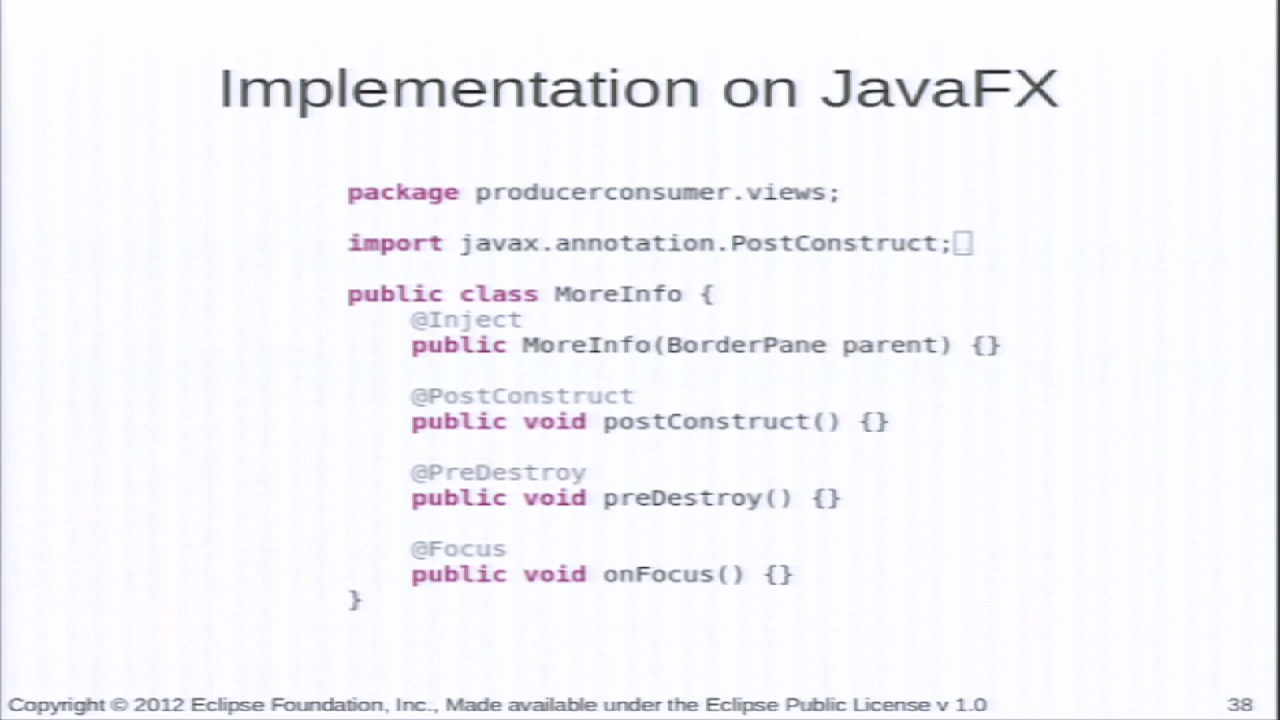 Implementation on JavaFX
package producerconsumer.views;
import javax.annotation.PostConstruct;
public class MoreInfo {
@Inject
public MoreInfo(BorderPane parent) {}
@PostConstruct
public void postConstruct() {}
@PreDestroy
public void preDestroy() {}
@Focus
public void onFocus() {}
}
Copyright © 2012 Eclipse Foundation, Inc., Made available under the Eclipse Public License v 1.0
38